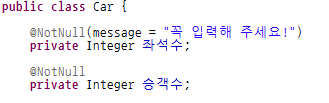 public class Car {
@NotNull(message = "꼭 입력해 주세요!")
private Integer 좌석수;
@NotNull
private Integer 승객수;